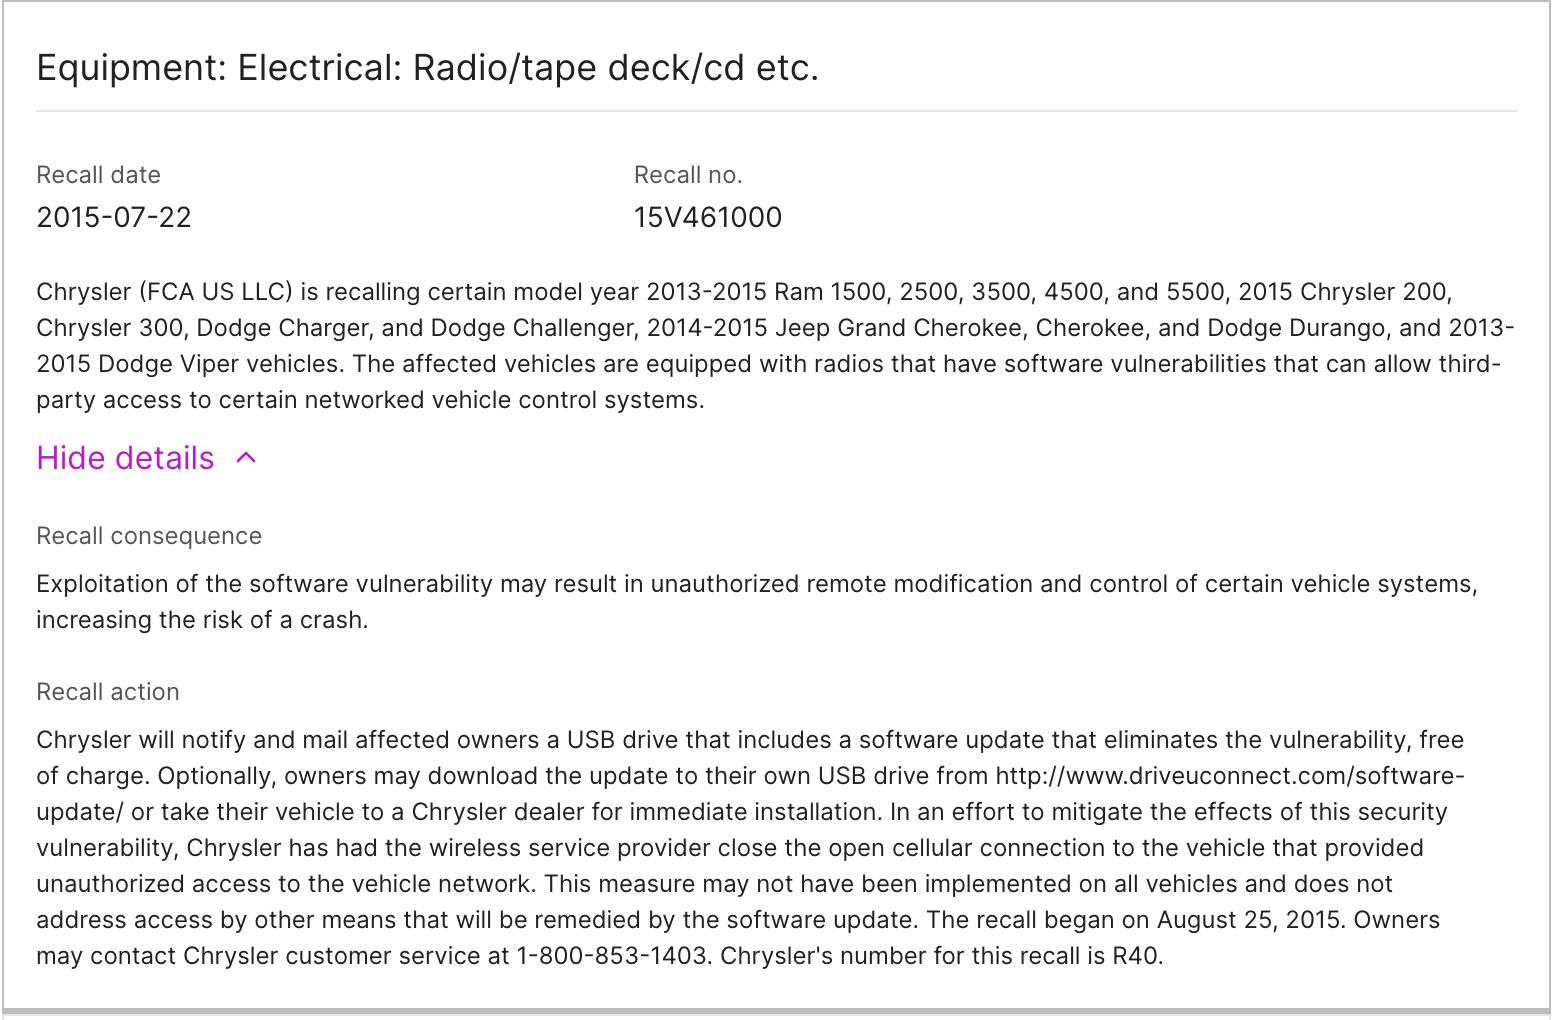 Equipment: Electrical: Radio/tape deck/cd etc.
Recall date
Recall no.
2015-07-22
15V461000
Chrysler (FCA US LLC) is recalling certain model year 2013-2015 Ram 1500, 2500, 3500, 4500, and 5500, 2015 Chrysler 200,
Chrysler 300, Dodge Charger, and Dodge Challenger, 2014-2015 Jeep Grand Cherokee, Cherokee, and Dodge Durango, and 2013-
2015 Dodge Viper vehicles. The affected vehicles are equipped with radios that have software vulnerabilities that can allow third-
party access to certain networked vehicle control systems.
Hide details
Recall consequence
Exploitation of the software vulnerability may result in unauthorized remote modification and control of certain vehicle systems,
increasing the risk of a crash.
Recall action
Chrysler will notify and mail affected owners a USB drive that includes a software update that eliminates the vulnerability, free
of charge. Optionally, owners may download the update to their own USB drive from http://www.driveuconnect.com/software-
update/ or take their vehicle to a Chrysler dealer for immediate installation. In an effort to mitigate the effects of this security
vulnerability, Chrysler has had the wireless service provider close the open cellular connection to the vehicle that provided
unauthorized access to the vehicle network. This measure may not have been implemented on all vehicles and does not
address access by other means that will be remedied by the software update. The recall began on August 25, 2015. Owners
may contact Chrysler customer service at 1-800-853-1403. Chrysler's number for this recall is R40.